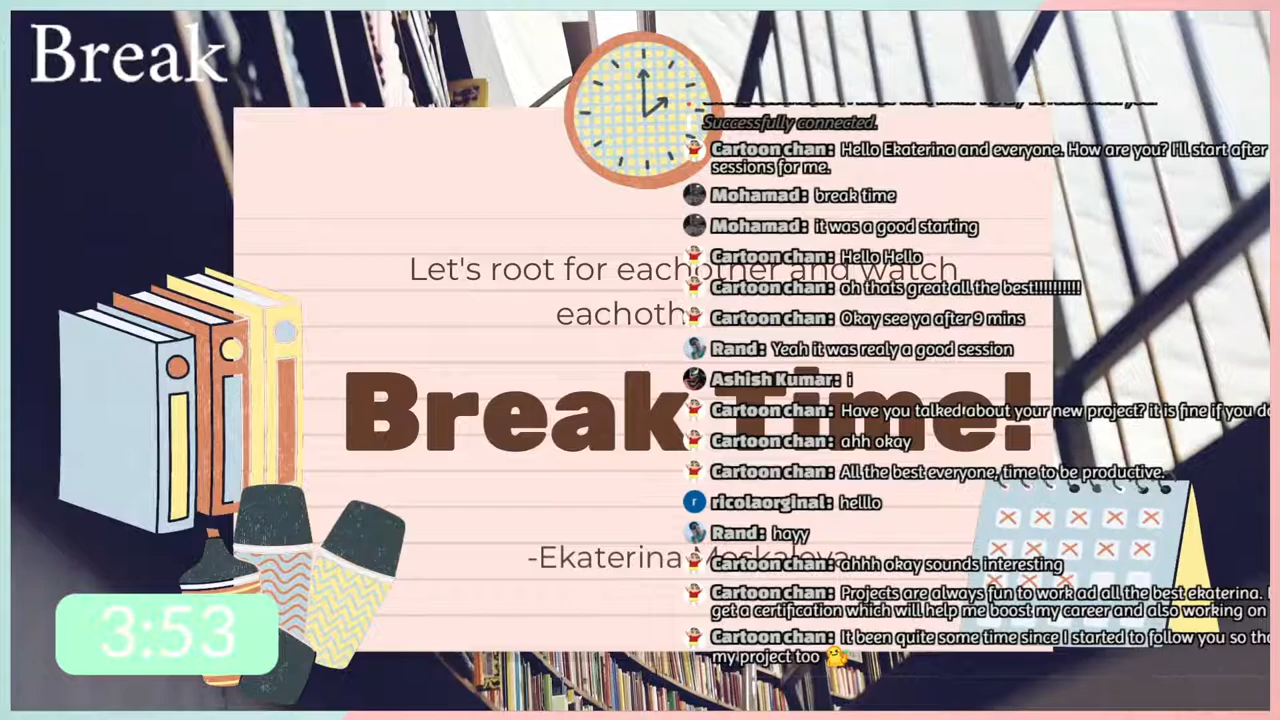 Break
Successfully connected.
Cartoon chan: Hello Ekaterina and everyone. How are you? I'll start after
sessions for me.
Mohamad: break time
Mohamad: it was a good starting
Cartoon chan: Hello Hello
Let's root for eachother and watch
Cartoon chan: oh thats great all the best!!!!!!!!!!
eachoth
Cartoon chan: Okay see ya after 9 mins
Rand: Yeah it was realy a good session
Ashish Kumar: i
Break Time!
Cartoon chan: Have you talked about your new project? it is fine if you do
Cartoon chan: ahh okay
Cartoon chan: All the best everyone, time to be productive.
r ricolaorginal: helllo
Rand: hayy
-Ekaterina Moskaleva
Cartoon chan: ahhhh okay sounds interesting
Cartoon chan: Projects are always fun to work ad all the best ekaterina. I
get a certification which will help me boost my career and also working on
Cartoon chan: It been quite some time since I started to follow you so tha
my project too 🤗
3:53